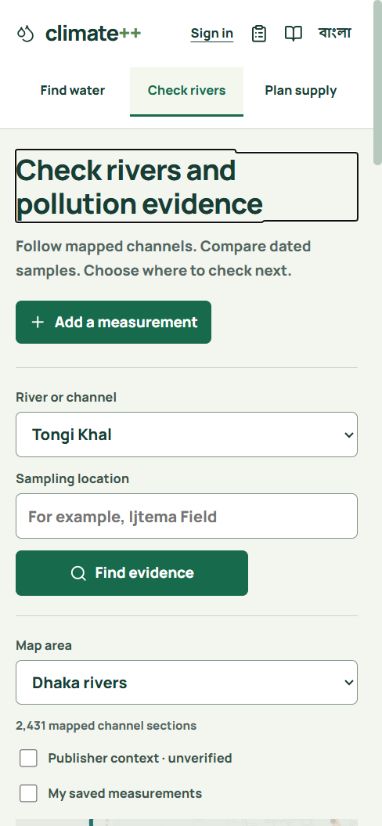 climate++
Sign in
বাংলা
Find water
Check rivers
Plan supply
Check rivers and
pollution evidence
Follow mapped channels. Compare dated
samples. Choose where to check next.
+ Add a measurement
River or channel
Tongi Khal
Sampling location
For example, Ijtema Field
Find evidence
Map area
Dhaka rivers
2,431 mapped channel sections
Publisher context · unverified
My saved measurements